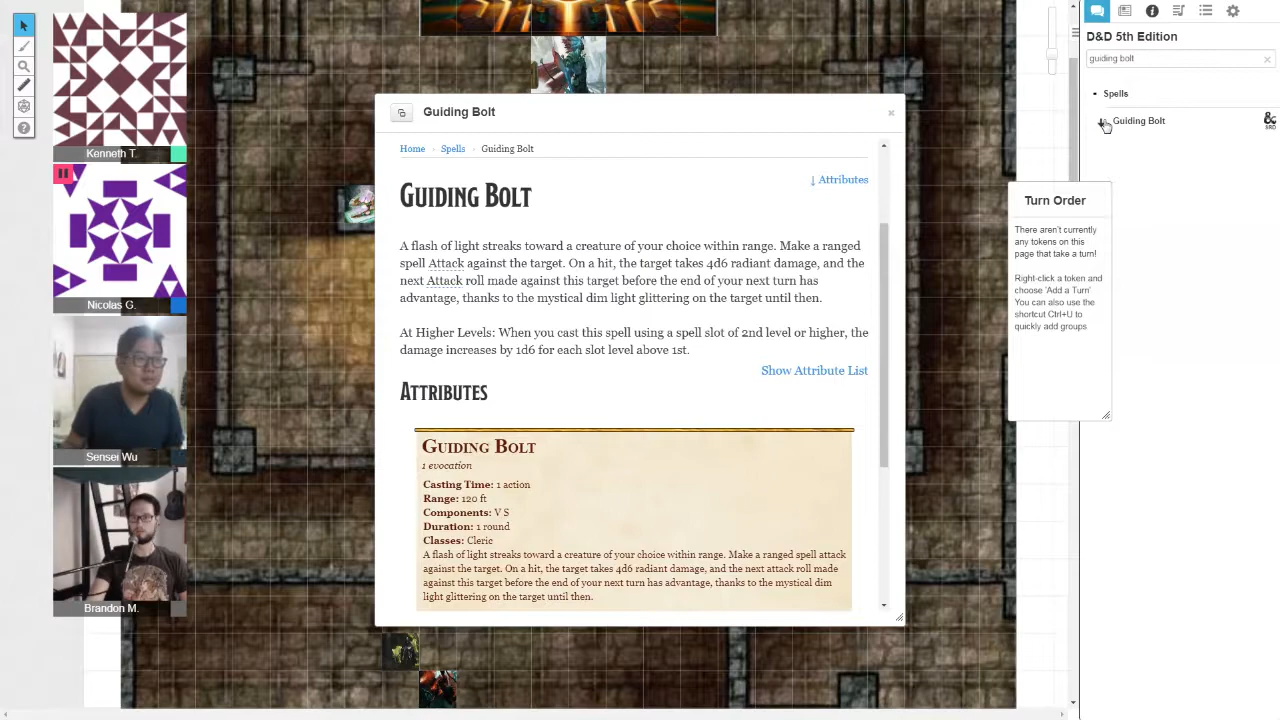 Kenneth T.
Nicolas G.
Sensei Wu
Brandon M.
Guiding Bolt
Home
Spells
Guiding Bolt
↓ Attributes
GUIDING BOLT
A flash of light streaks toward a creature of your choice within range. Make a ranged
spell Attack against the target. On a hit, the target takes 4d6 radiant damage, and the
next Attack roll made against this target before the end of your next turn has
advantage, thanks to the mystical dim light glittering on the target until then.
At Higher Levels: When you cast this spell using a spell slot of 2nd level or higher, the
damage increases by 1d6 for each slot level above 1st.
Show Attribute List
ATTRIBUTES
GUIDING BOLT
1 evocation
Casting Time: 1 action
Range: 120 ft
Components: V S
Duration: 1 round
Classes: Cleric
A flash of light streaks toward a creature of your choice within range. Make a ranged spell attack
against the target. On a hit, the target takes 4d6 radiant damage, and the next attack roll made
against this target before the end of your next turn has advantage, thanks to the mystical dim
light glittering on the target until then.
D&D 5th Edition
guiding bolt
Spells
Guiding Bolt
&
SRD
Turn Order
There aren't currently
any tokens on this
page that take a turn!
Right-click a token and
choose 'Add a Turn'
You can also use the
shortcut Ctrl+U to
quickly add groups